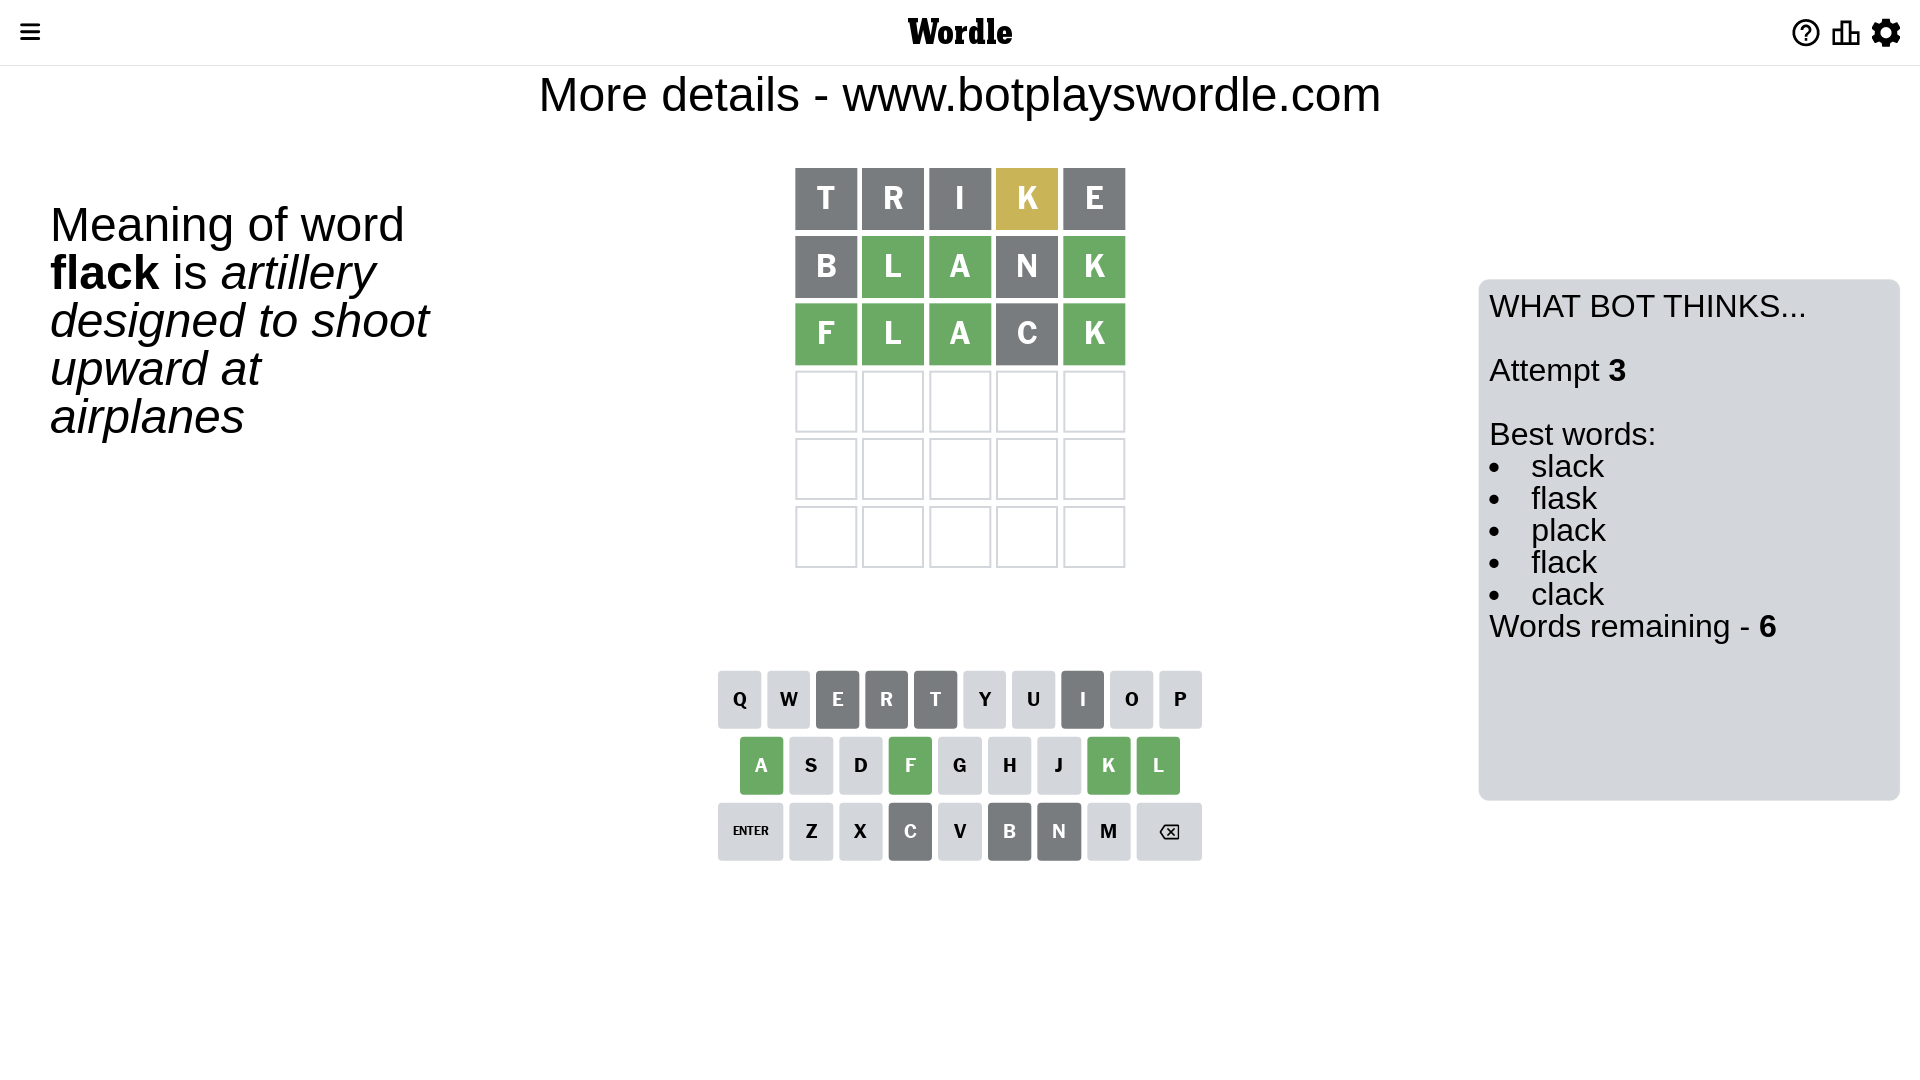 Wordle
More details - www.botplayswordle.com
Meaning of word
flack is artillery
designed to shoot
upward at
airplanes
T R I K E
B L A N K
F L A C K
WHAT BOT THINKS...
Attempt 3
Best words:
• slack
• flask
• plack
• flack
• clack
Words remaining - 6
Q W E R T Y U I O P
A S D F G H J K L
ENTER Z X C V B N M